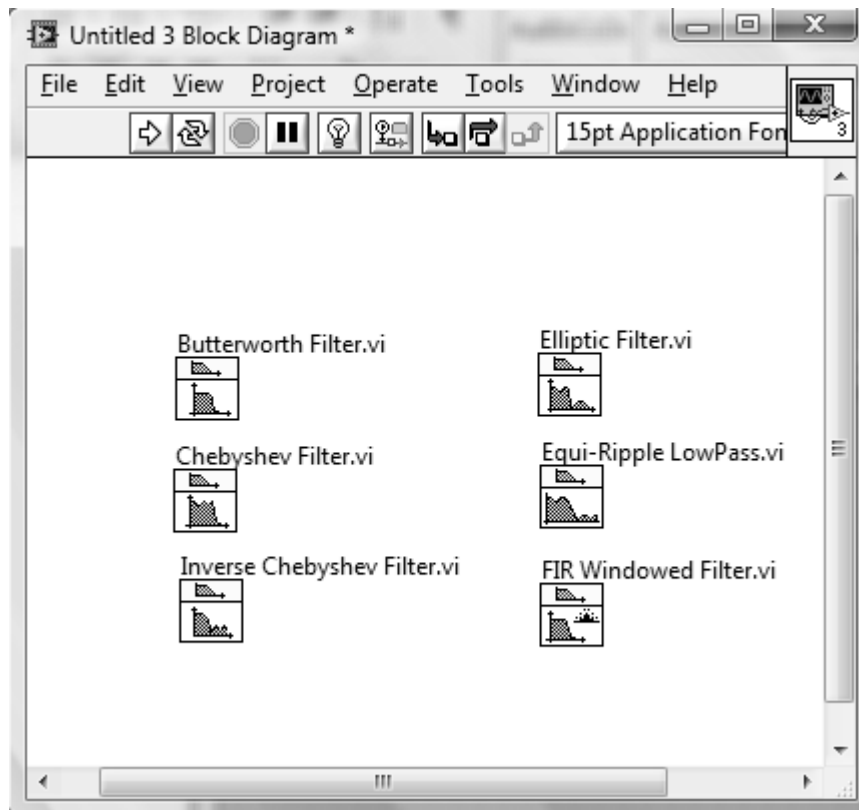 Untitled 3 Block Diagram *
File Edit View Project Operate Tools Window Help
15pt Application Fon
3
Butterworth Filter.vi
Elliptic Filter.vi
Chebyshev Filter.vi
Equi-Ripple LowPass.vi
Inverse Chebyshev Filter.vi
FIR Windowed Filter.vi